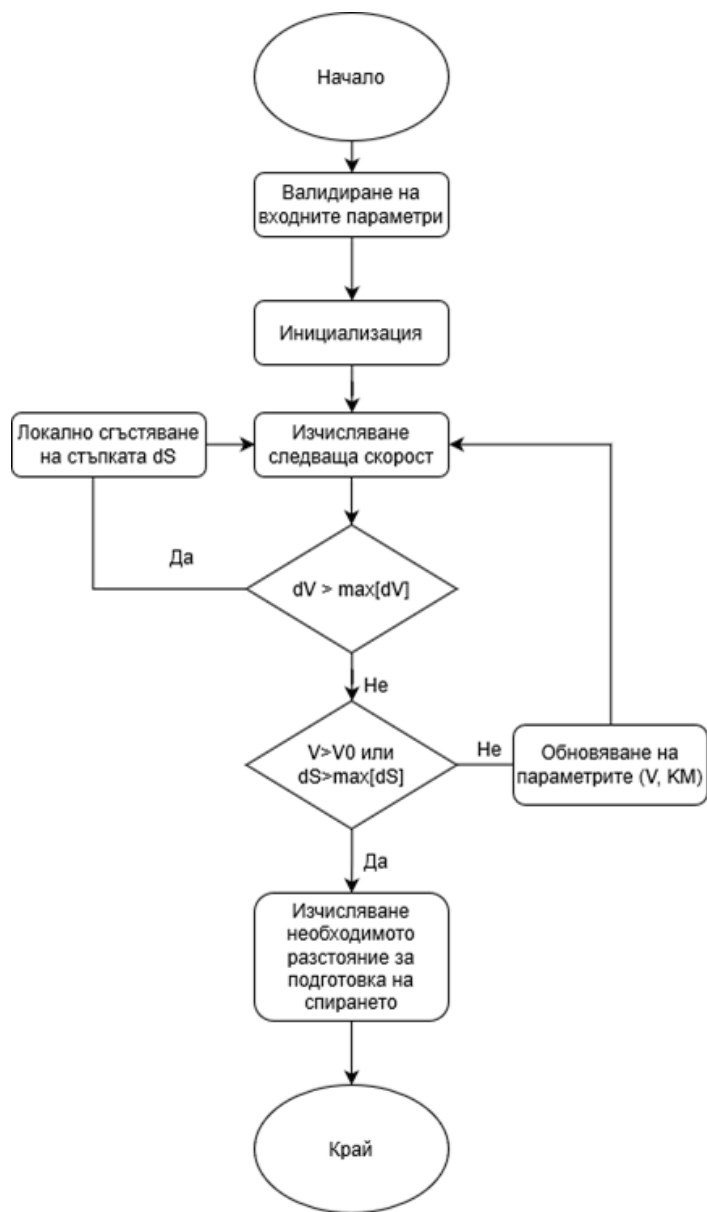 Начало
Валидиране на
входните параметри
Инициализация
Локално сгъстяване
на стъпката dS
Изчисляване
следваща скорост
Да
dV > max[dV]
Не
V>V0 или
dS>max[dS]
Не
Обновяване на
параметрите (V, KM)
Да
Изчисляване
необходимото
разстояние за
подготовка на
спирането
Край